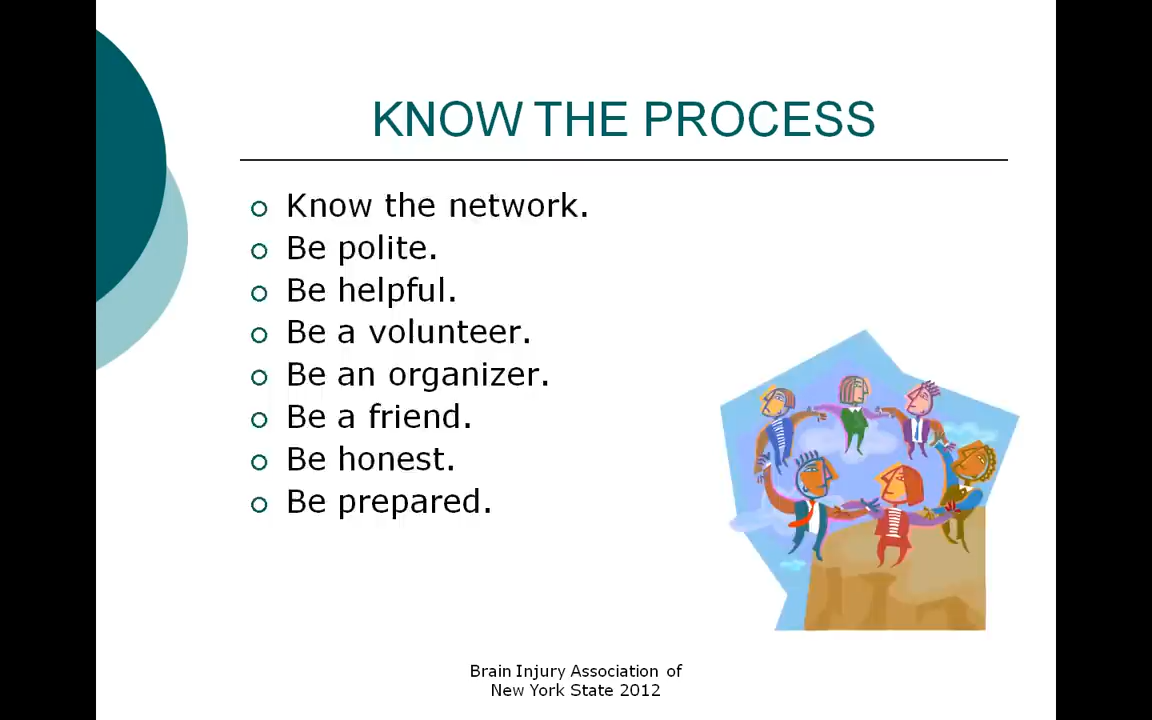 KNOW THE PROCESS
Know the network.
Be polite.
Be helpful.
Be a volunteer.
Be an organizer.
Be a friend.
Be honest.
Be prepared.
Brain Injury Association of
New York State 2012